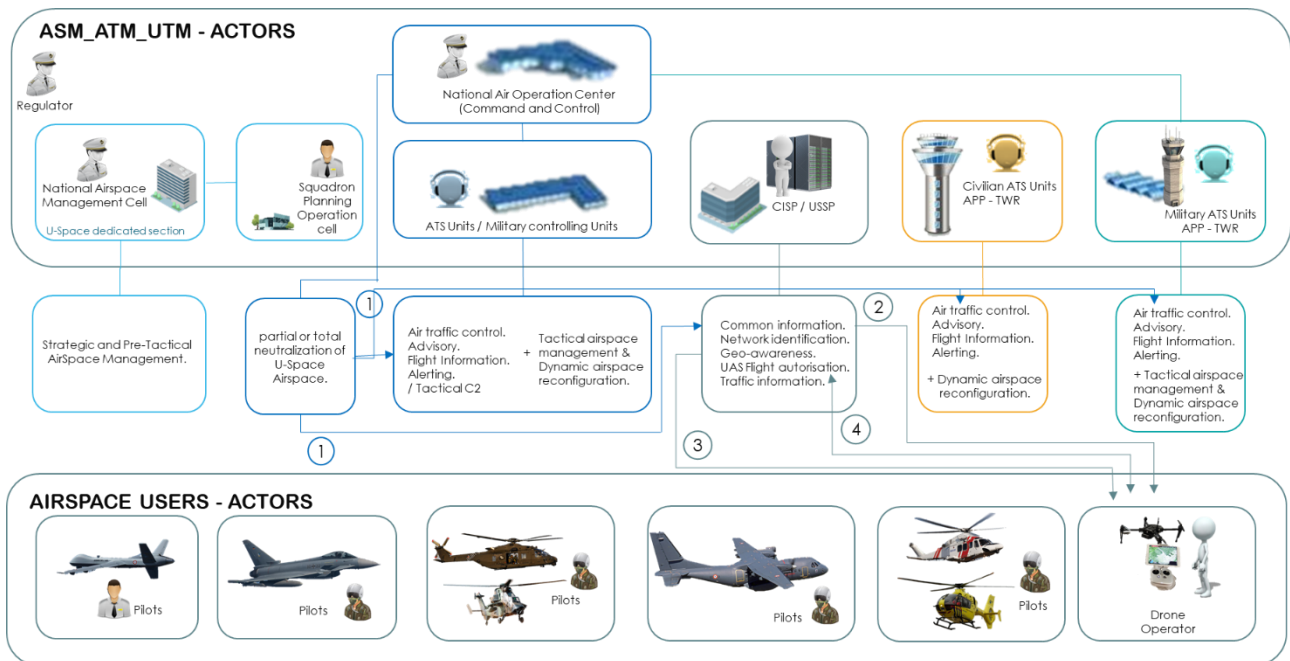 ASM_ATM_UTM - ACTORS
Regulator
National Air Operation Center
(Command and Control)
National Airspace
Management Cell
U-Space dedicated section
Squadron
Planning
Operation
cell
ATS Units / Military controlling Units
CISP / USSP
Civilian ATS Units
APP - TWR
Military ATS Units
APP - TWR
Strategic and Pre-Tactical
AirSpace Management.
partial or total
neutralization of
U-Space
Airspace.
1
Air traffic control.
Advisory.
Flight Information.
Alerting.
/ Tactical C2
+
Tactical airspace
management &
Dynamic airspace
reconfiguration.
Common information.
Network identification.
Geo-awareness.
UAS Flight autorisation.
Traffic information.
2
Air traffic control.
Advisory.
Flight Information.
Alerting.
+ Dynamic airspace
reconfiguration.
Air traffic control.
Advisory.
Flight Information.
Alerting.
+ Tactical airspace
management &
Dynamic airspace
reconfiguration.
1
3
4
AIRSPACE USERS - ACTORS
Pilots
Pilots
Pilots
Pilots
Pilots
Drone
Operator